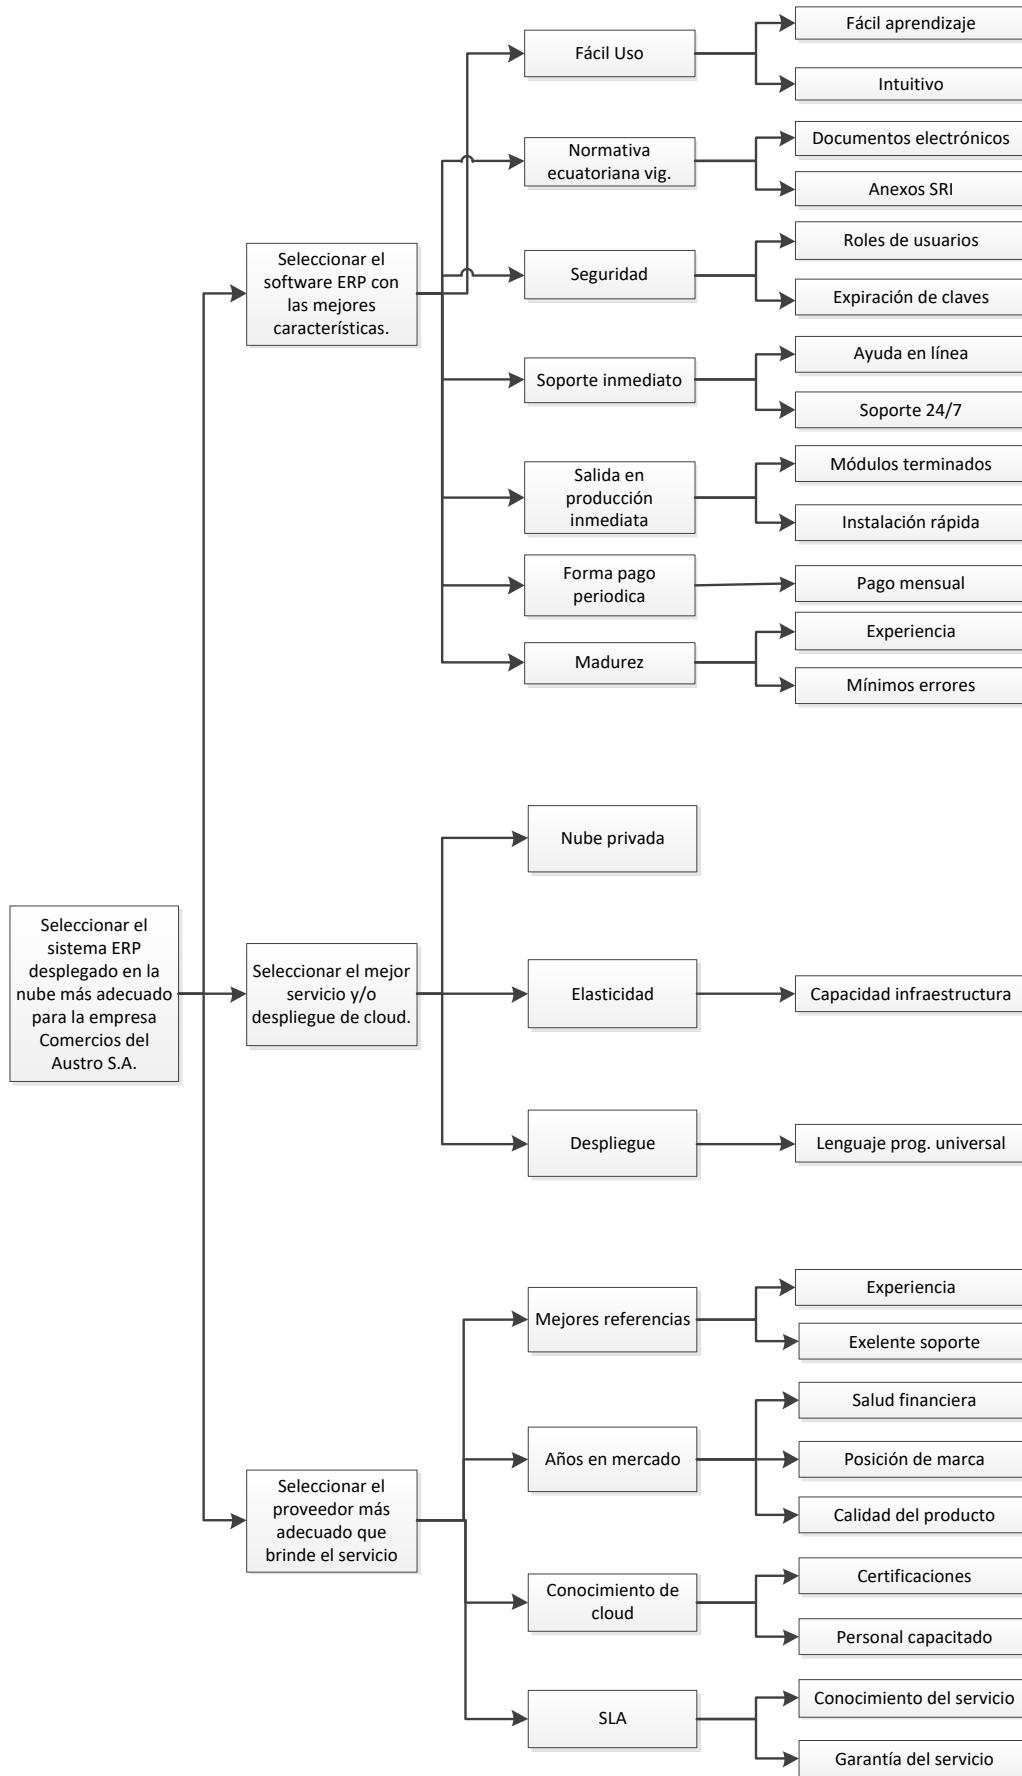 Fácil Uso
Fácil aprendizaje
Intuitivo
Normativa
ecuatoriana vig.
Documentos electrónicos
Anexos SRI
Seleccionar el
software ERP con
las mejores
características.
Seguridad
Roles de usuarios
Expiración de claves
Soporte inmediato
Ayuda en línea
Soporte 24/7
Salida en
producción
inmediata
Módulos terminados
Instalación rápida
Forma pago
periodica
Pago mensual
Madurez
Experiencia
Mínimos errores
Nube privada
Seleccionar el
sistema ERP
desplegado en la
nube más adecuado
para la empresa
Comercios del
Austro S.A.
Seleccionar el mejor
servicio y/o
despliegue de cloud.
Elasticidad
Capacidad infraestructura
Despliegue
Lenguaje prog. universal
Mejores referencias
Experiencia
Exelente soporte
Años en mercado
Salud financiera
Posición de marca
Calidad del producto
Seleccionar el
proveedor más
adecuado que
brinde el servicio
Conocimiento de
cloud
Certificaciones
Personal capacitado
SLA
Conocimiento del servicio
Garantía del servicio